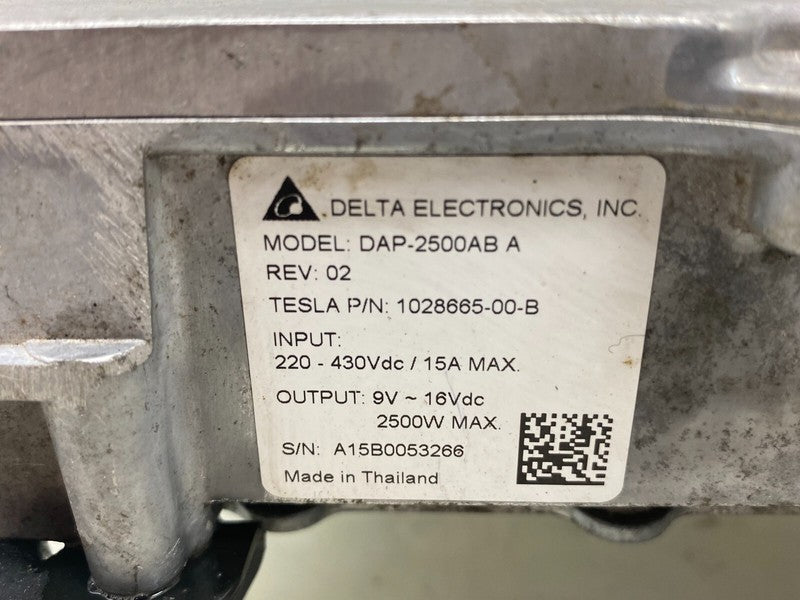 DELTA ELECTRONICS, INC.
MODEL: DAP-2500AB A
REV: 02
TESLA P/N: 1028665-00-B
INPUT:
220 - 430Vdc / 15A MAX.
OUTPUT: 9V ~ 16Vdc
2500W MAX.
S/N: A15B0053266
Made in Thailand